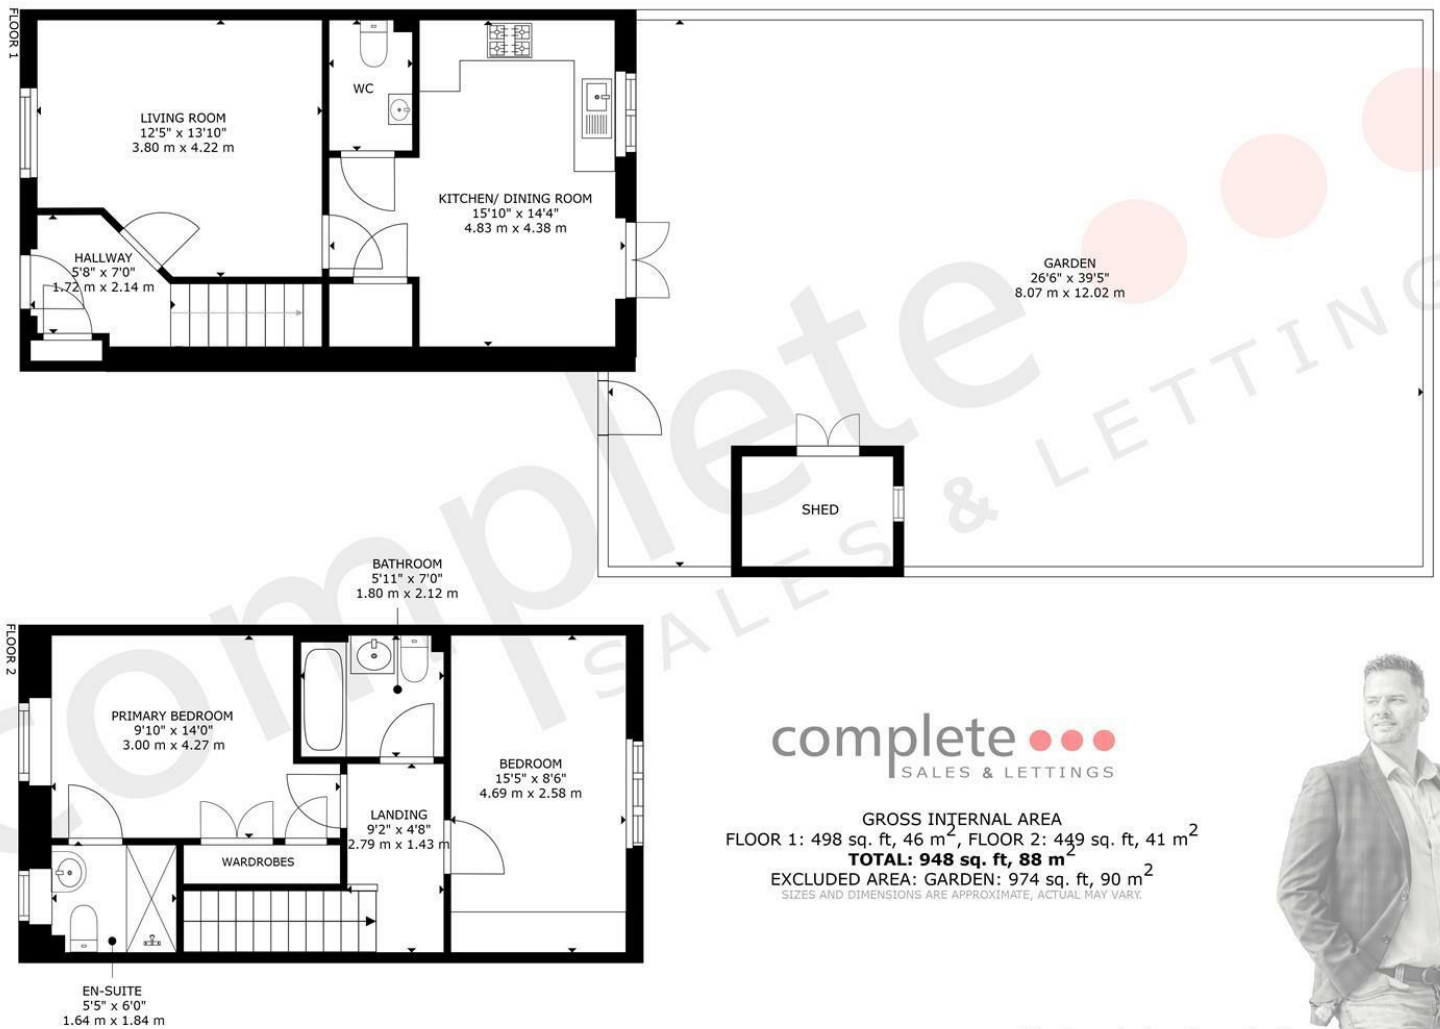 FLOOR 1
LIVING ROOM
12'5" x 13'10"
3.80 m x 4.22 m
WC
KITCHEN/ DINING ROOM
15'10" x 14'4"
4.83 m x 4.38 m
HALLWAY
5'8" x 7'0"
1.72 m x 2.14 m
GARDEN
26'6" x 39'5"
8.07 m x 12.02 m
SHED
complete
SALES & LETTING
FLOOR 2
BATHROOM
5'11" x 7'0"
1.80 m x 2.12 m
PRIMARY BEDROOM
9'10" x 14'0"
3.00 m x 4.27 m
BEDROOM
15'5" x 8'6"
4.69 m x 2.58 m
LANDING
9'2" x 4'8"
2.79 m x 1.43 m
WARDROBES
EN-SUITE
5'5" x 6'0"
1.64 m x 1.84 m
complete
SALES & LETTINGS
GROSS INTERNAL AREA
FLOOR 1: 498 sq. ft, 46 m², FLOOR 2: 449 sq. ft, 41 m²
TOTAL: 948 sq. ft, 88 m²
EXCLUDED AREA: GARDEN: 974 sq. ft, 90 m²
SIZES AND DIMENSIONS ARE APPROXIMATE, ACTUAL MAY VARY.